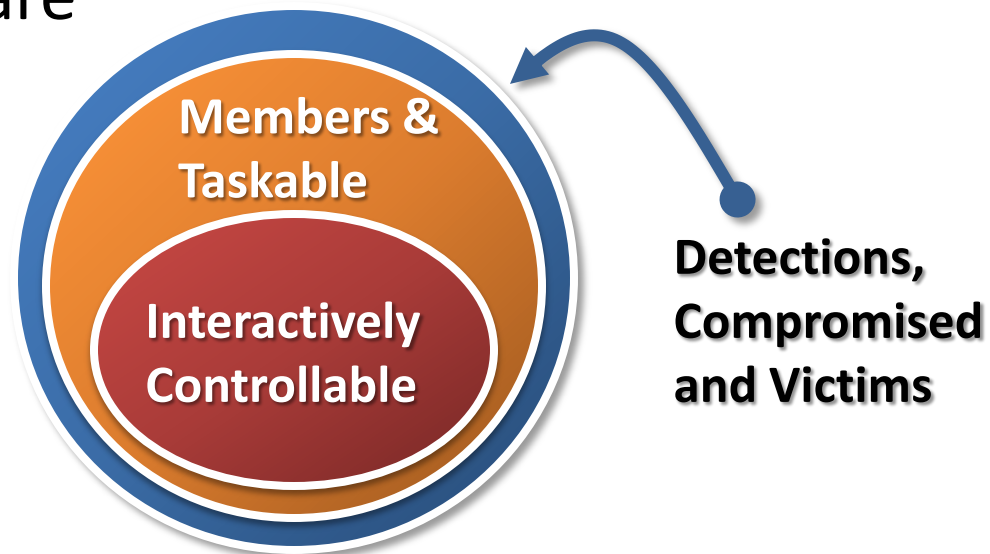 Members &
Taskable
Interactively
Controllable
Detections,
Compromised
and Victims